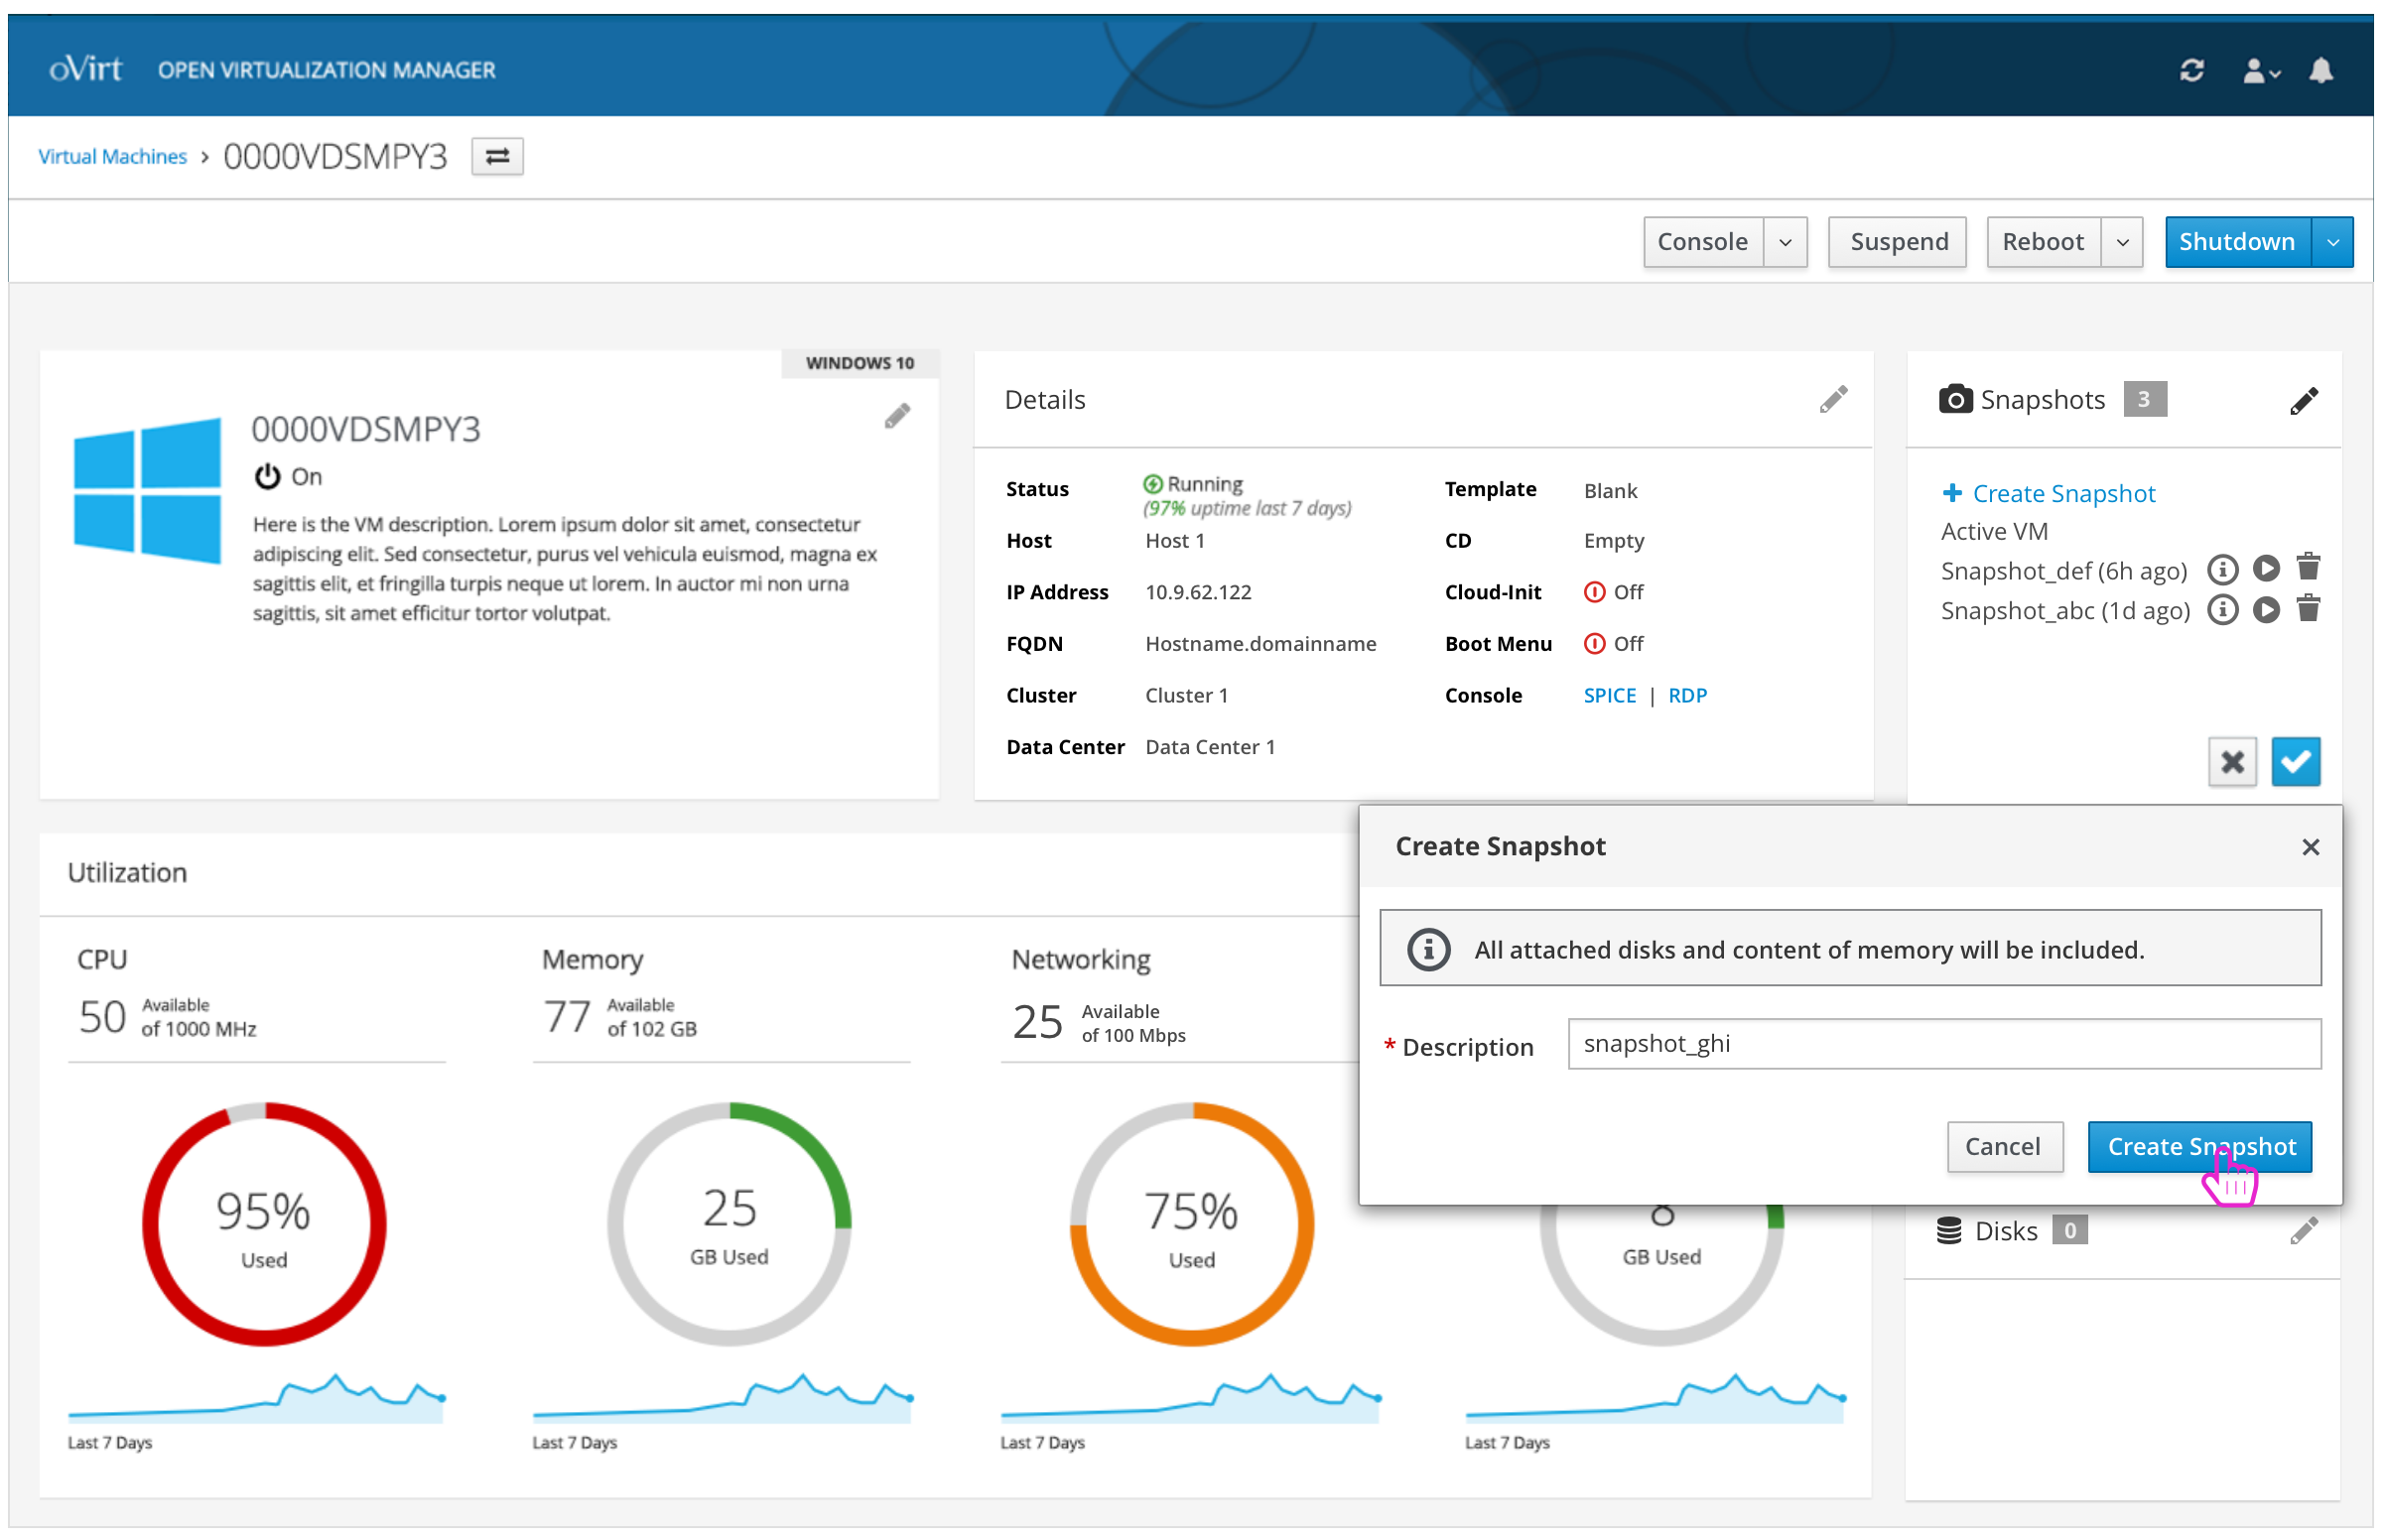 oVirt OPEN VIRTUALIZATION MANAGER
Virtual Machines › 0000VDSMPY3
Console Suspend Reboot Shutdown
WINDOWS 10
0000VDSMPY3
On
Here is the VM description. Lorem ipsum dolor sit amet, consectetur
adipiscing elit. Sed consectetur, purus vel vehicula euismod, magna ex
sagittis elit, et fringilla turpis neque ut lorem. In auctor mi non urna
sagittis, sit amet efficitur tortor volutpat.
Details
Status Running
(97% uptime last 7 days)
Host Host 1
IP Address 10.9.62.122
FQDN Hostname.domainname
Cluster Cluster 1
Data Center Data Center 1
Template Blank
CD Empty
Cloud-Init Off
Boot Menu Off
Console SPICE | RDP
Snapshots 3
+ Create Snapshot
Active VM
Snapshot_def (6h ago)
Snapshot_abc (1d ago)
Utilization
CPU
50 Available
of 1000 MHz
95%
Used
Last 7 Days
Memory
77 Available
of 102 GB
25
GB Used
Last 7 Days
Networking
25 Available
of 100 Mbps
75%
Used
Last 7 Days
GB Used
Last 7 Days
Create Snapshot
All attached disks and content of memory will be included.
* Description snapshot_ghi
Cancel Create Snapshot
Disks 0